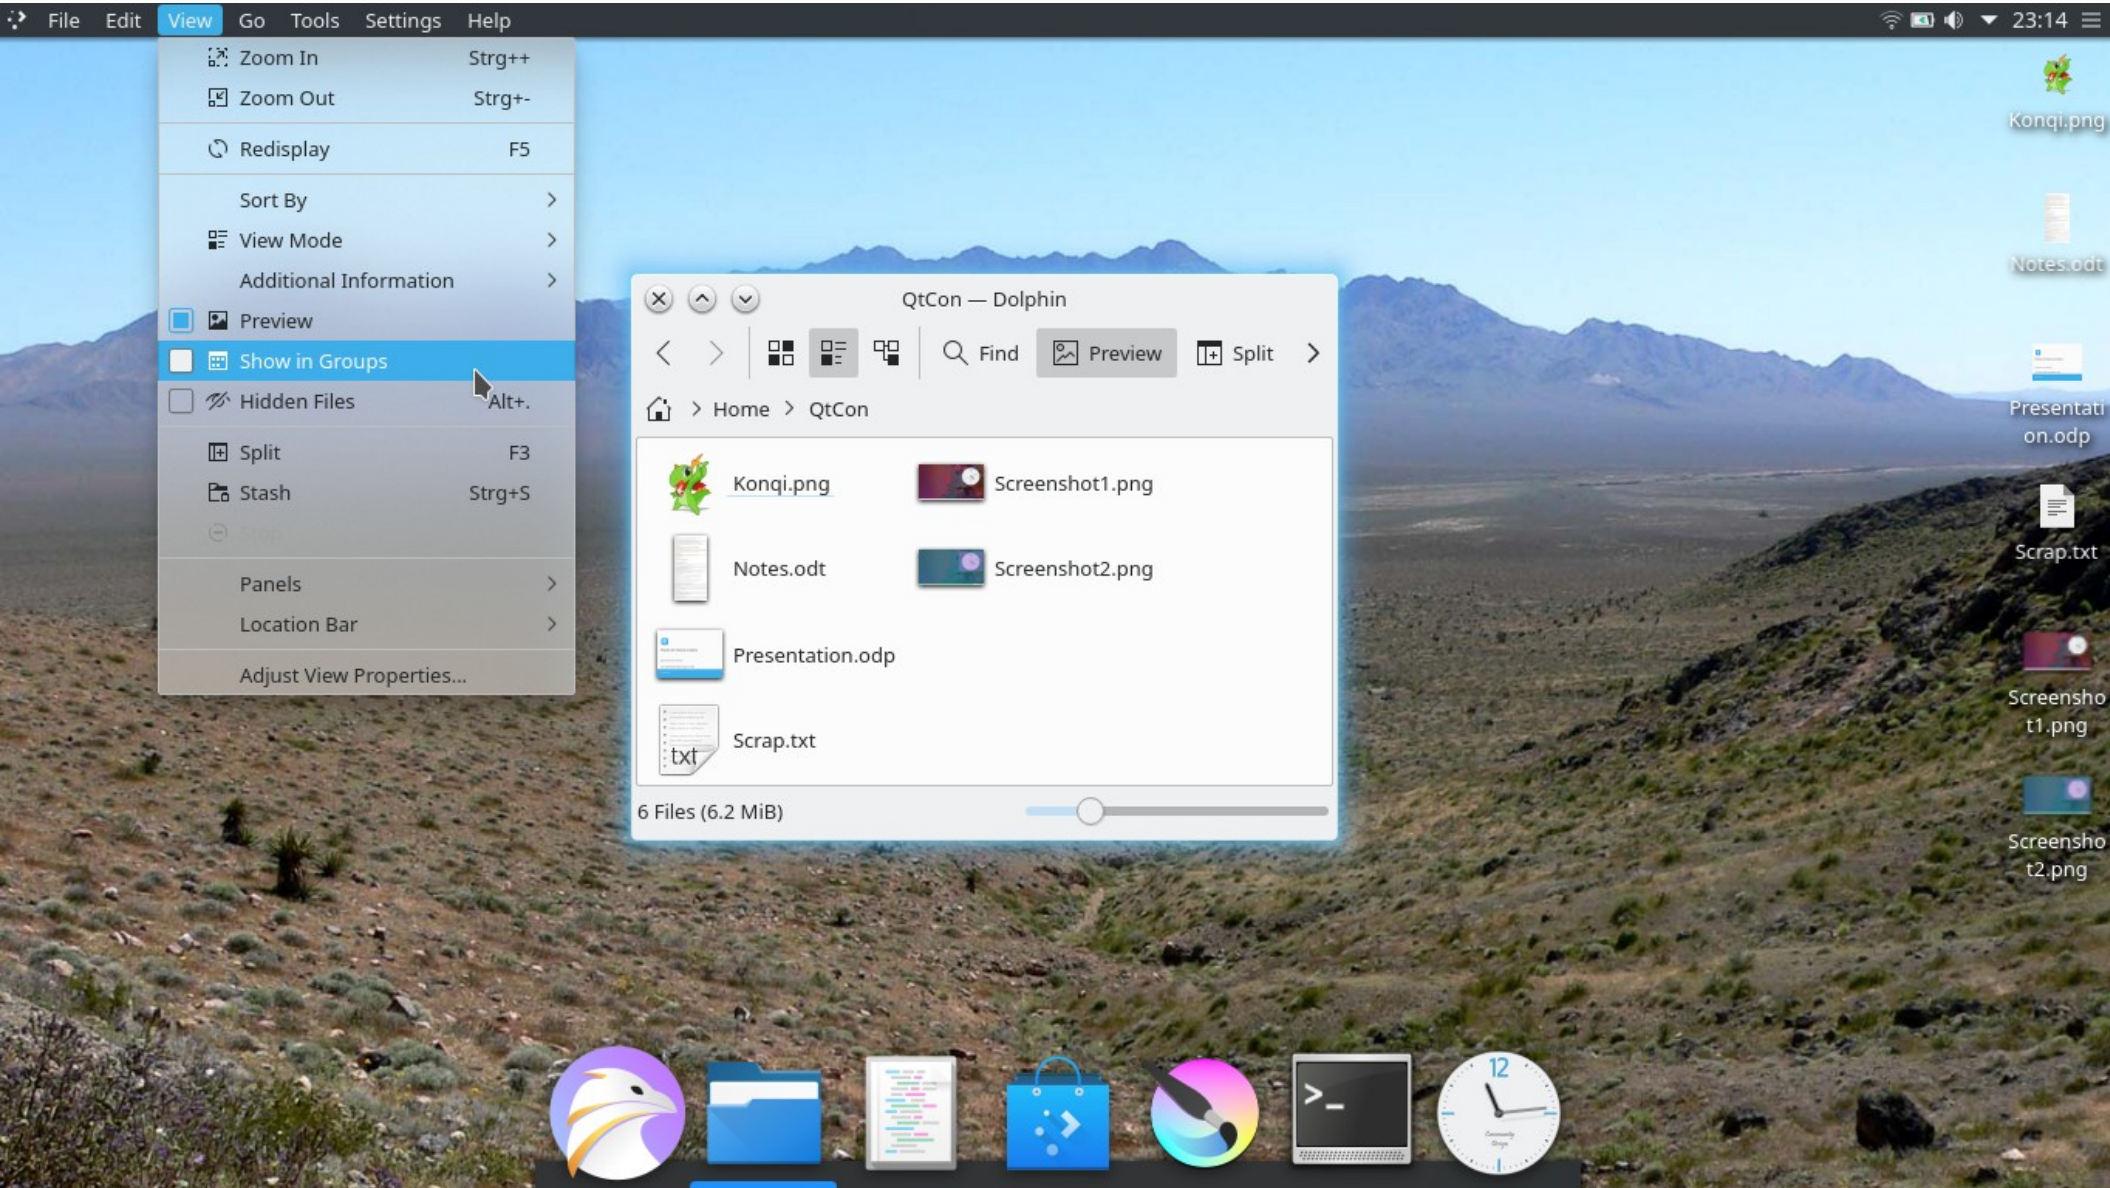 File Edit View Go Tools Settings Help 23:14
Zoom In Strg++
Zoom Out Strg+-
Redisplay F5
Sort By
View Mode
Additional Information
Preview
Show in Groups
Hidden Files Alt+.
Split F3
Stash Strg+S
Stop
Panels
Location Bar
Adjust View Properties...
QtCon — Dolphin
Find Preview Split
Home QtCon
Konqi.png Screenshot1.png
Notes.odt Screenshot2.png
Presentation.odp
txt Scrap.txt
6 Files (6.2 MiB)
Konqi.png
Notes.odt
Presentati
on.odp
Scrap.txt
Screensho
t1.png
Screensho
t2.png
>_
12